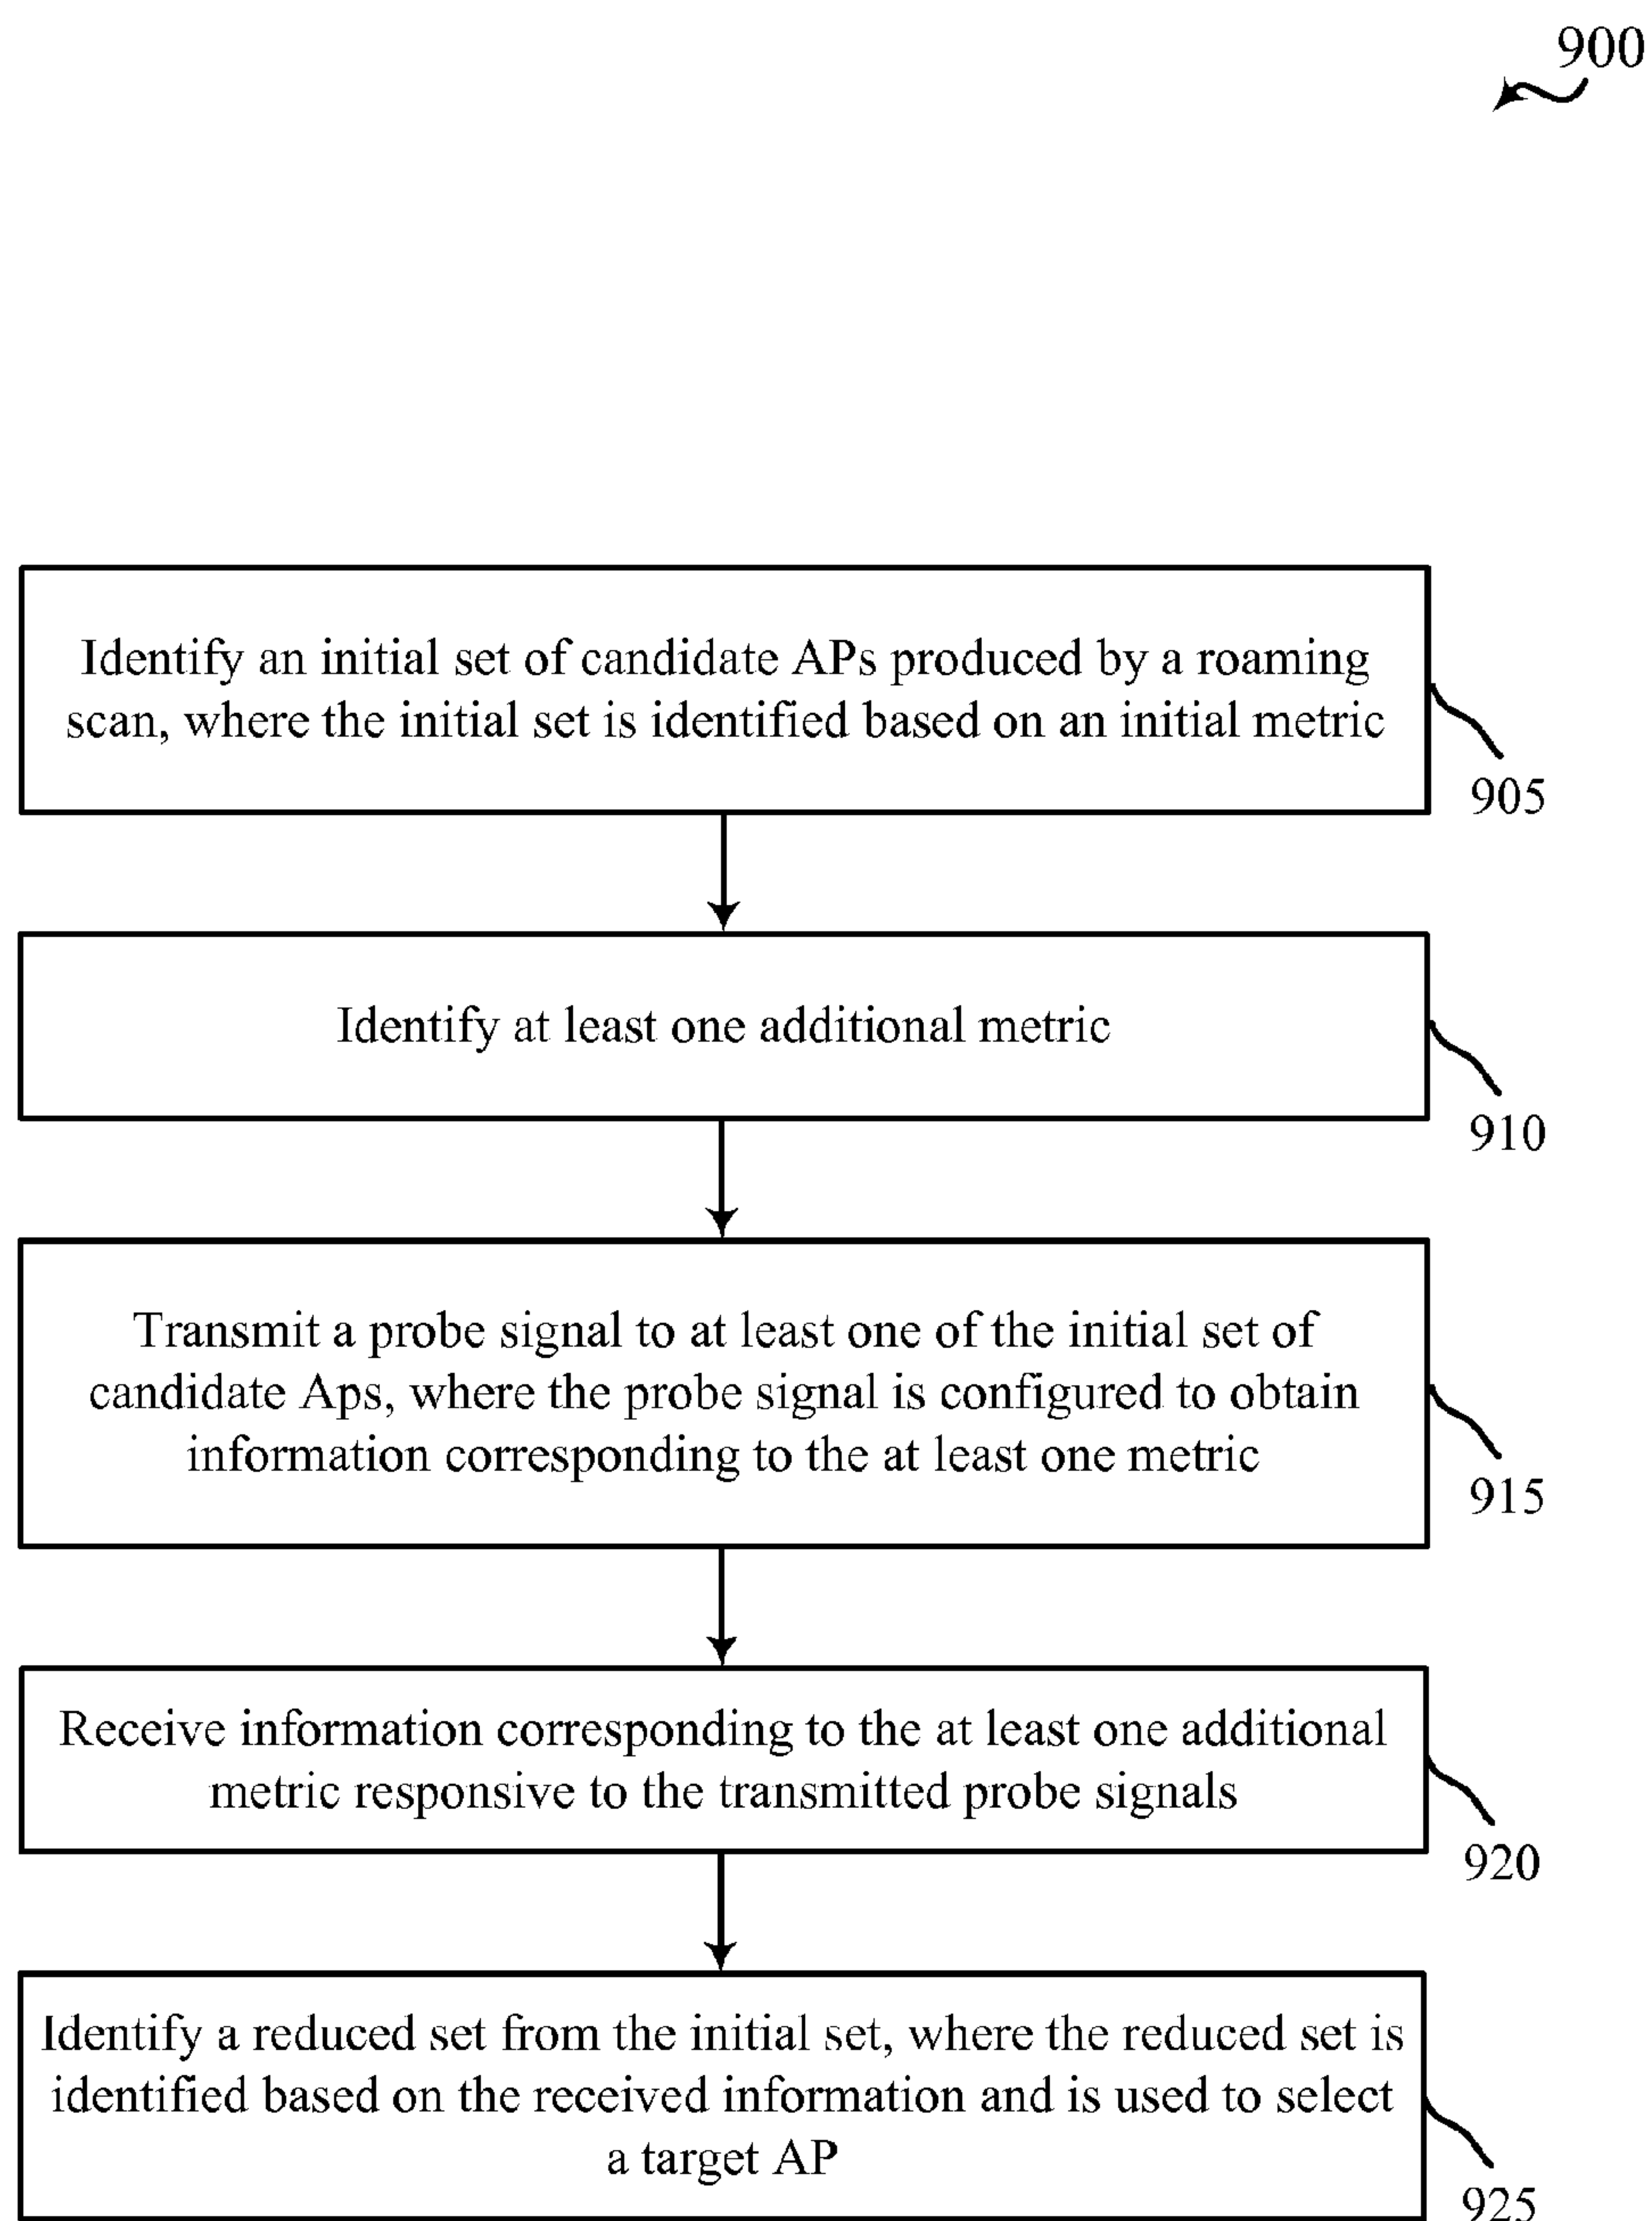 900
Identify an initial set of candidate APs produced by a roaming
scan, where the initial set is identified based on an initial metric
905
Identify at least one additional metric
910
Transmit a probe signal to at least one of the initial set of
candidate Aps, where the probe signal is configured to obtain
information corresponding to the at least one metric
915
Receive information corresponding to the at least one additional
metric responsive to the transmitted probe signals
920
Identify a reduced set from the initial set, where the reduced set is
identified based on the received information and is used to select
a target AP
925